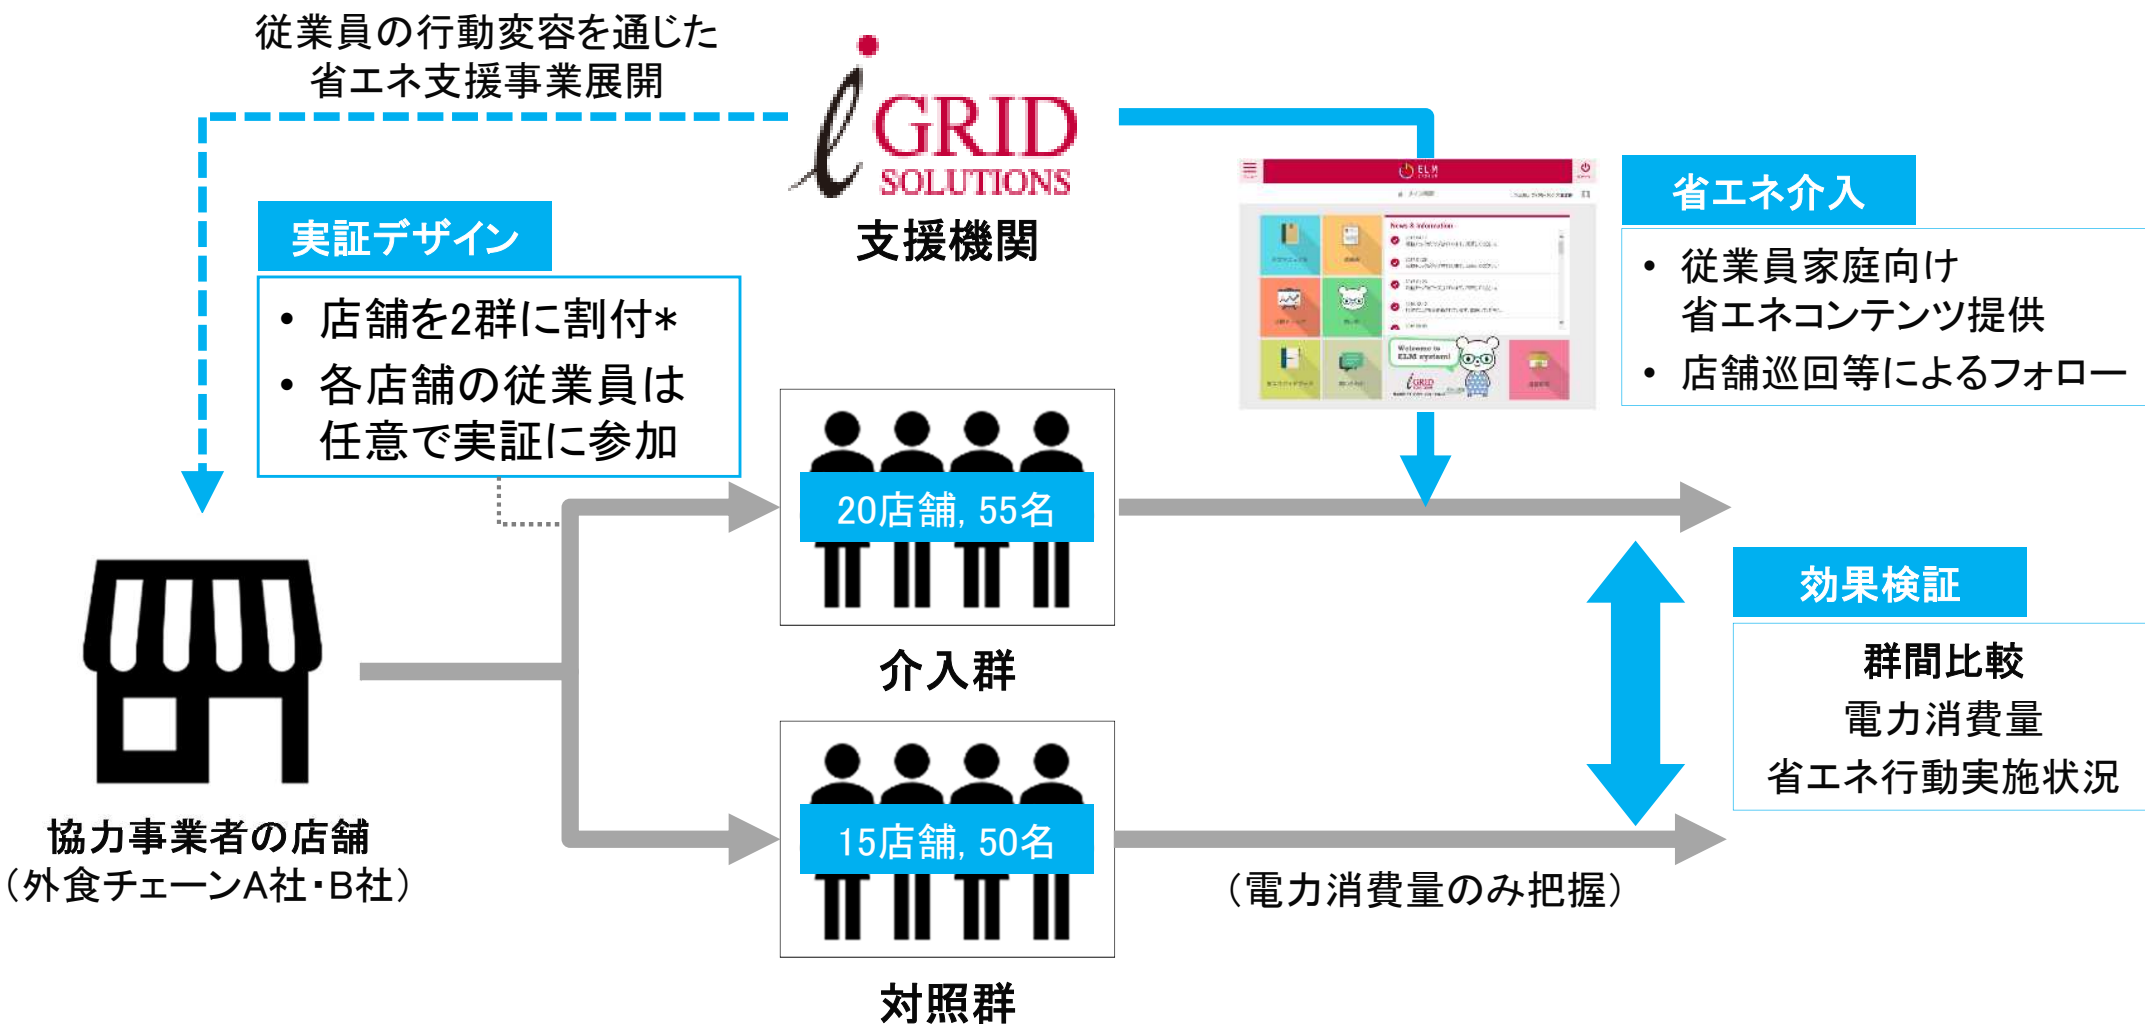 従業員の行動変容を通じた
省エネ支援事業展開
i GRID
SOLUTIONS
支援機関
実証デザイン
• 店舗を2群に割付*
• 各店舗の従業員は
任意で実証に参加
ELM
News & Information
Welcome to
ELM system!
i GRID
省エネ介入
• 従業員家庭向け
省エネコンテンツ提供
• 店舗巡回等によるフォロー
20店舗, 55名
介入群
15店舗, 50名
対照群
協力事業者の店舗
（外食チェーンA社・B社）
（電力消費量のみ把握）
効果検証
群間比較
電力消費量
省エネ行動実施状況